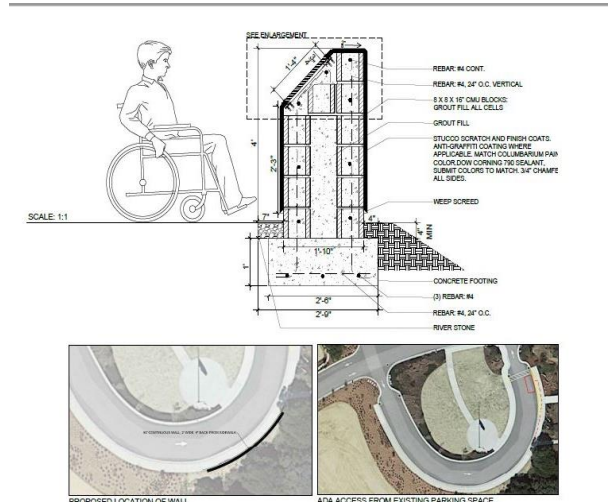 SEE ENLARGEMENT
1'-4"
4'
2'-3"
SCALE: 1:1
7"
4"
4"
MIN
1'-10"
1'
2'-6"
2'-9"
REBAR: #4 CONT.
REBAR: #4, 24" O.C. VERTICAL
8 X 8 X 16" CMU BLOCKS:
GROUT FILL ALL CELLS
GROUT FILL
STUCCO SCRATCH AND FINISH COATS.
ANTI-GRAFFITI COATING WHERE
APPLICABLE. MATCH COLUMBARIUM PAIN
COLOR.DOW CORNING 790 SEALANT,
SUBMIT COLORS TO MATCH. 3/4" CHAMFE
ALL SIDES.
WEEP SCREED
CONCRETE FOOTING
(3) REBAR: #4
REBAR: #4, 24" O.C.
RIVER STONE
PROPOSED LOCATION OF WALL
ADA ACCESS FROM EXISTING PARKING SPACE